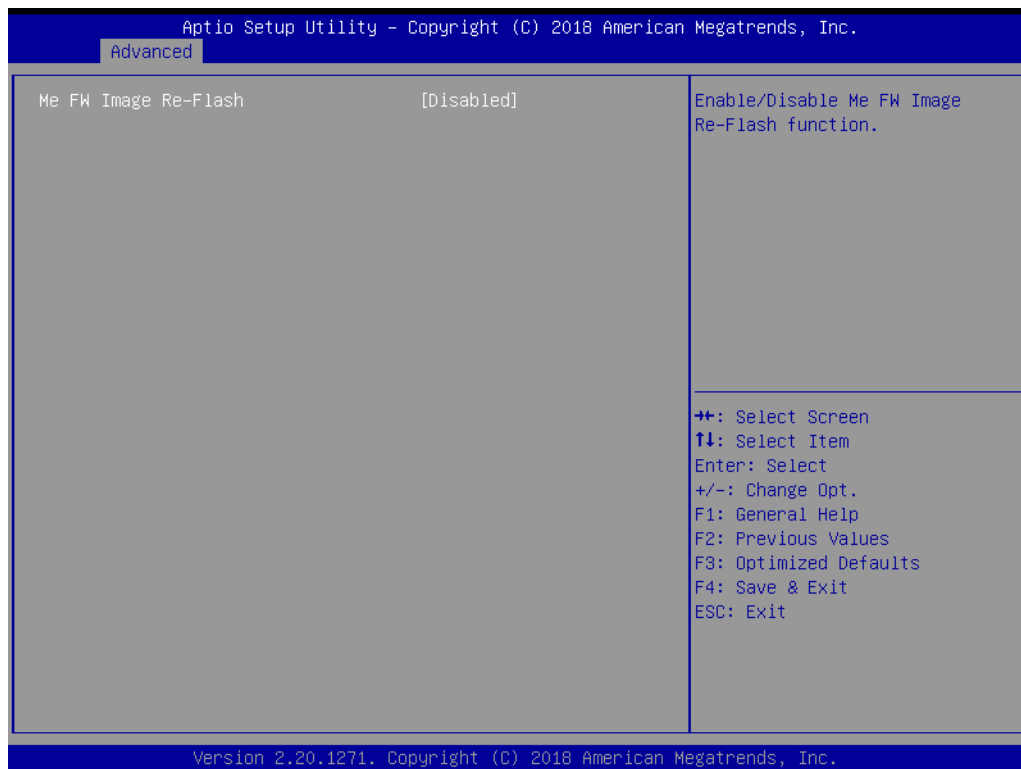 Aptio Setup Utility – Copyright (C) 2018 American Megatrends, Inc.
Advanced
Me FW Image Re-Flash [Disabled]
Enable/Disable Me FW Image
Re-Flash function.
→←: Select Screen
↑↓: Select Item
Enter: Select
+/-: Change Opt.
F1: General Help
F2: Previous Values
F3: Optimized Defaults
F4: Save & Exit
ESC: Exit
Version 2.20.1271. Copyright (C) 2018 American Megatrends, Inc.